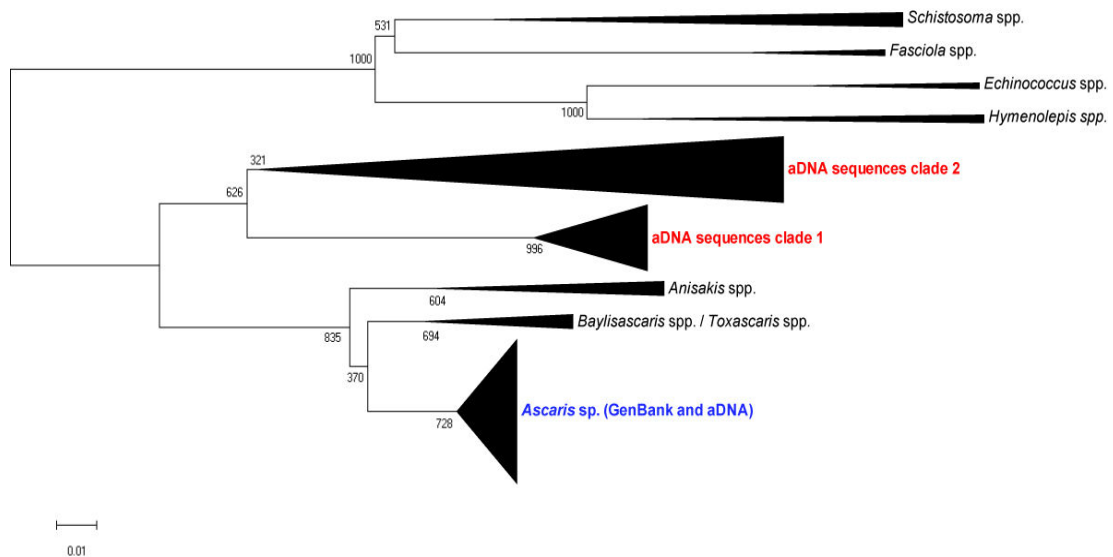 Schistosoma spp.
531
Fasciola spp.
1000
Echinococcus spp.
1000
Hymenolepis spp.
321
aDNA sequences clade 2
626
aDNA sequences clade 1
996
Anisakis spp.
604
Baylisascaris spp. / Toxascaris spp.
835
694
370
Ascaris sp. (GenBank and aDNA)
728
0.01